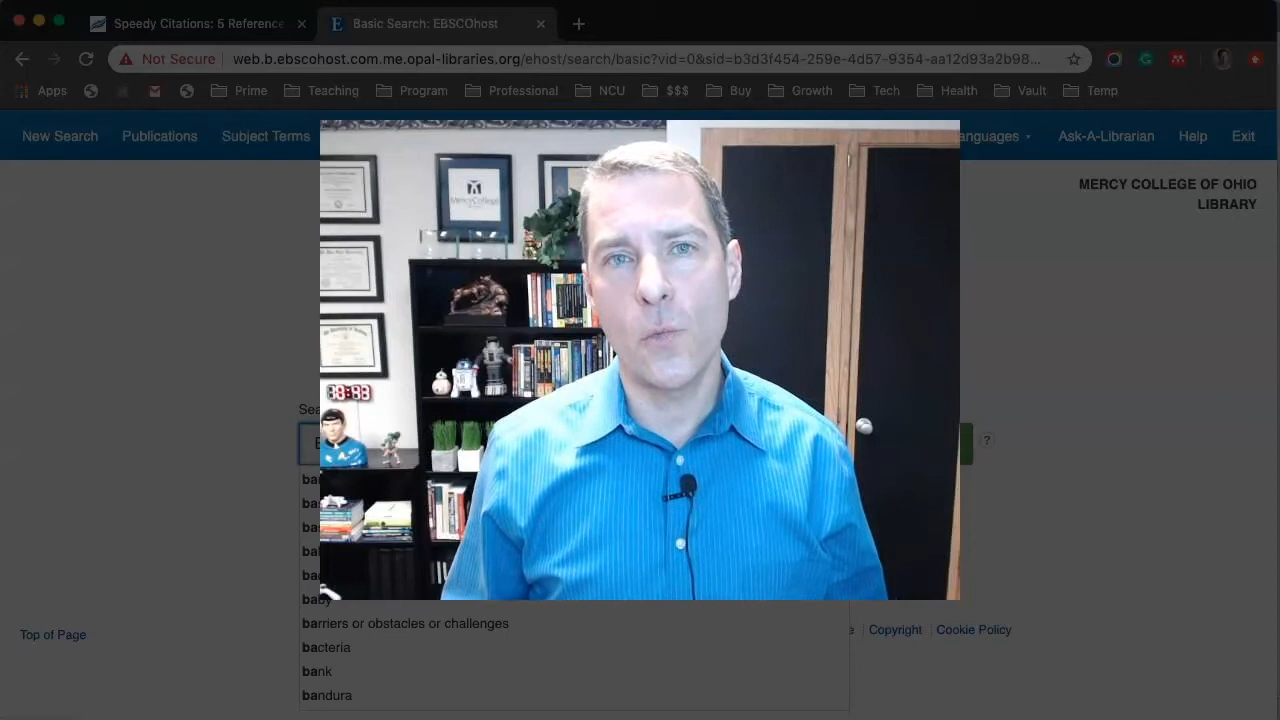 Speedy Citations: 5 Reference
Basic Search: EBSCOhost
Not Secure
web.b.ebscohost.com.me.opal-libraries.org/ehost/search/basic?vid=0&sid=b3d3f454-259e-4d57-9354-aa12d93a2b98...
Apps
Prime
Teaching
Program
Professional
NCU
$$$
Buy
Growth
Tech
Health
Vault
Temp
New Search
Publications
Subject Terms
anguages
Ask-A-Librarian
Help
Exit
MERCY COLLEGE OF OHIO
LIBRARY
MercyCollege
Sea
?
baby
barriers or obstacles or challenges
bacteria
bank
bandura
Top of Page
Copyright
Cookie Policy